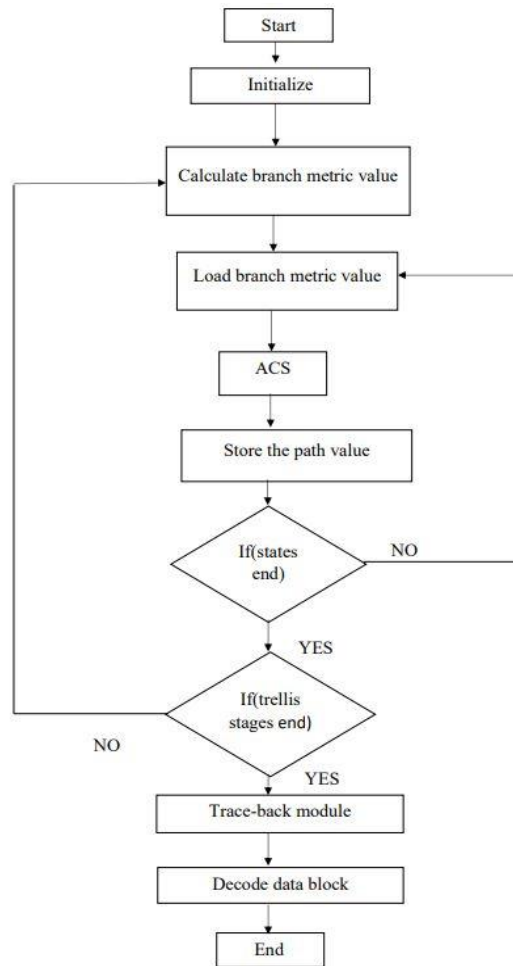 Start
Initialize
Calculate branch metric value
Load branch metric value
ACS
Store the path value
If(states
end)
NO
YES
If(trellis
stages end)
NO
YES
Trace-back module
Decode data block
End